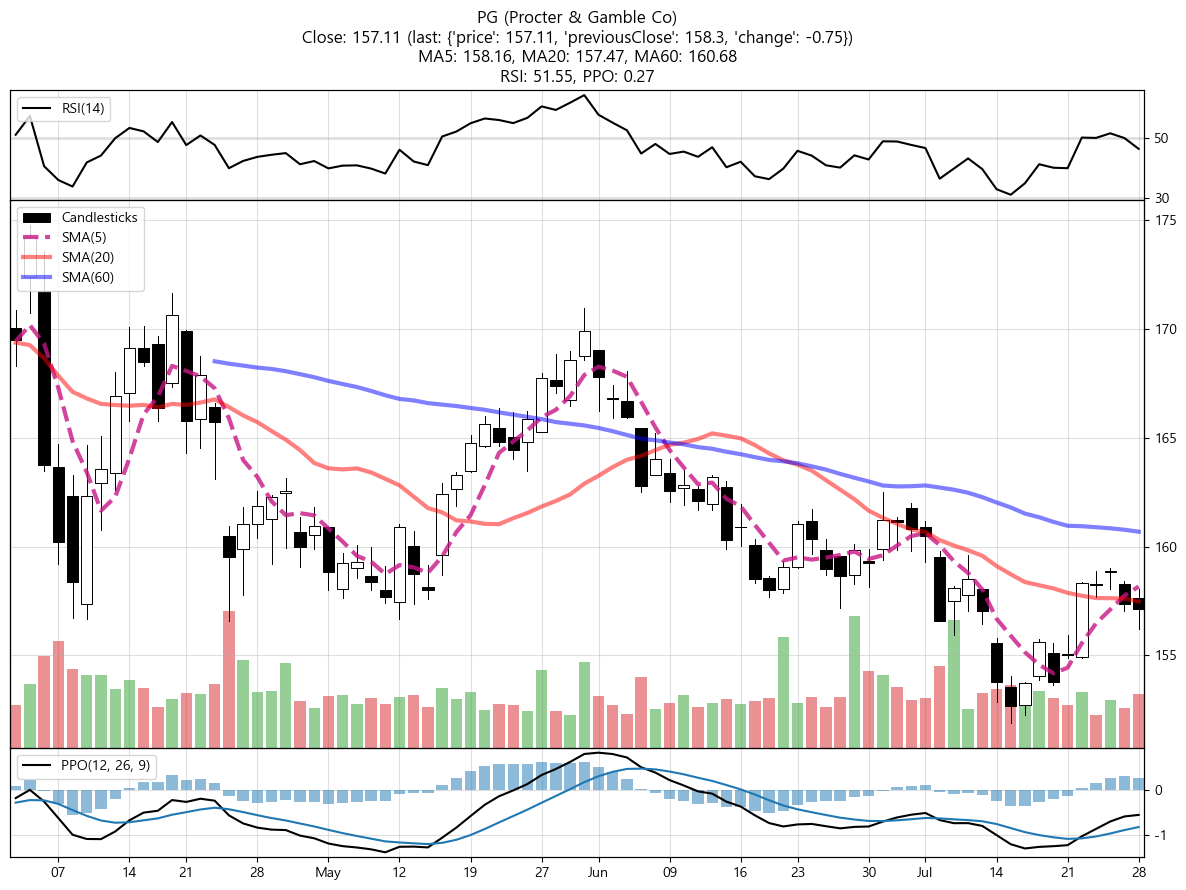 PG (Procter & Gamble Co)
Close: 157.11 (last: {'price': 157.11, 'previousClose': 158.3, 'change': -0.75})
MA5: 158.16, MA20: 157.47, MA60: 160.68
RSI: 51.55, PPO: 0.27
RSI(14)
50
30
Candlesticks
SMA(5)
SMA(20)
SMA(60)
175
170
165
160
155
PPO(12, 26, 9)
0
-1
07 14 21 28 May 12 19 27 Jun 09 16 23 30 Jul 14 21 28